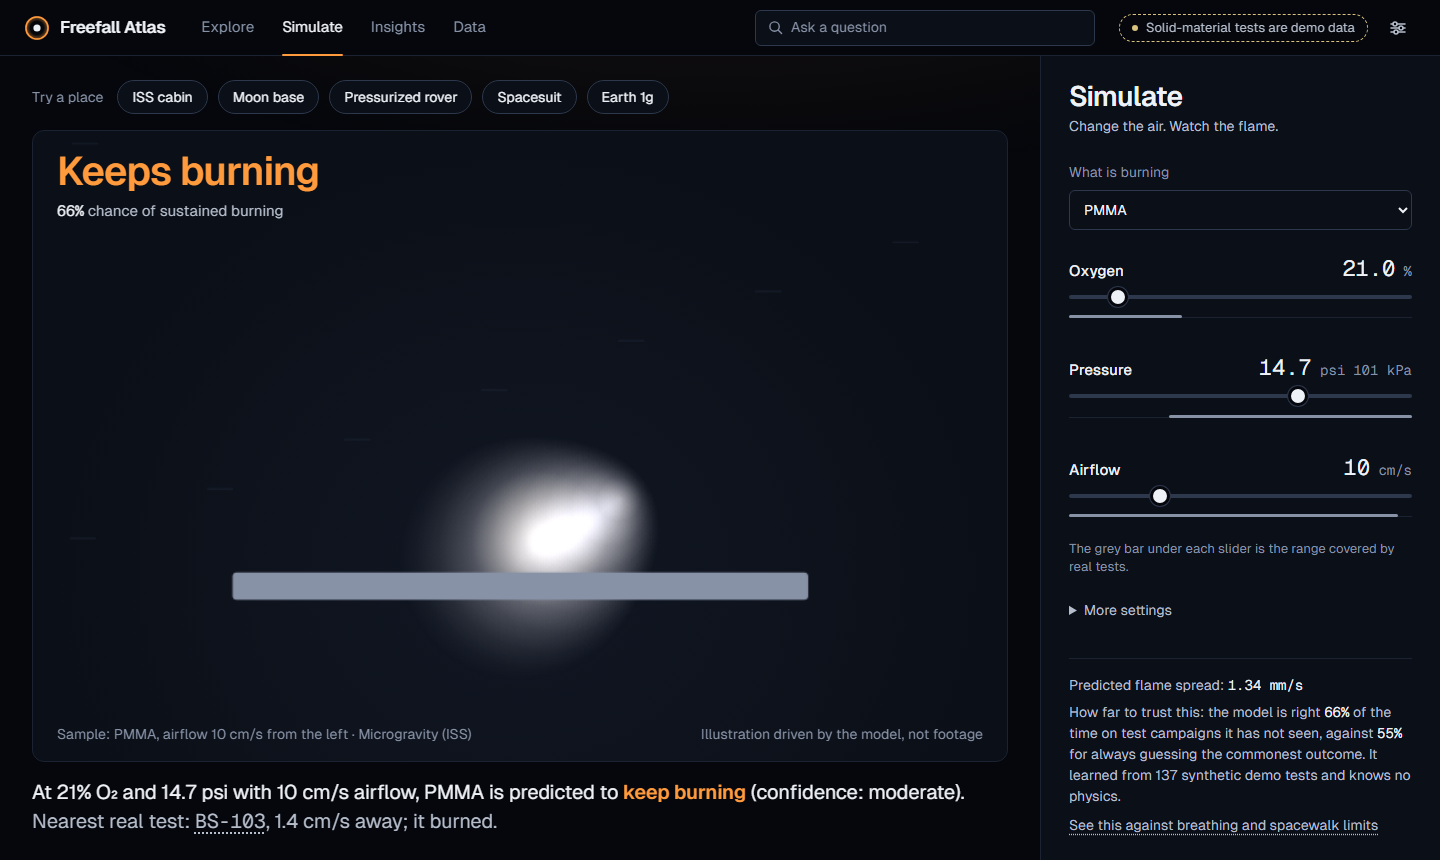 Freefall Atlas Explore Simulate Insights Data Ask a question Solid-material tests are demo data
Try a place ISS cabin Moon base Pressurized rover Spacesuit Earth 1g
Keeps burning
66% chance of sustained burning
Sample: PMMA, airflow 10 cm/s from the left · Microgravity (ISS) Illustration driven by the model, not footage
At 21% O₂ and 14.7 psi with 10 cm/s airflow, PMMA is predicted to keep burning (confidence: moderate).
Nearest real test: BS-103, 1.4 cm/s away; it burned.
Simulate
Change the air. Watch the flame.
What is burning
PMMA
Oxygen 21.0 %
Pressure 14.7 psi 101 kPa
Airflow 10 cm/s
The grey bar under each slider is the range covered by
real tests.
More settings
Predicted flame spread: 1.34 mm/s
How far to trust this: the model is right 66% of the
time on test campaigns it has not seen, against 55%
for always guessing the commonest outcome. It
learned from 137 synthetic demo tests and knows no
physics.
See this against breathing and spacewalk limits